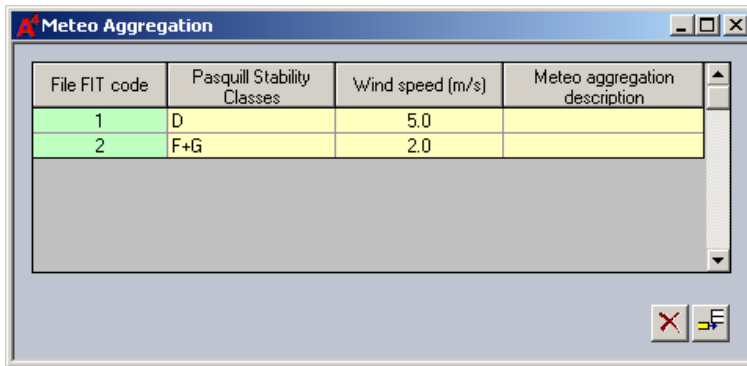 A4 Meteo Aggregation
File FIT code Pasquill Stability Classes Wind speed (m/s) Meteo aggregation description
1 D 5.0
2 F+G 2.0